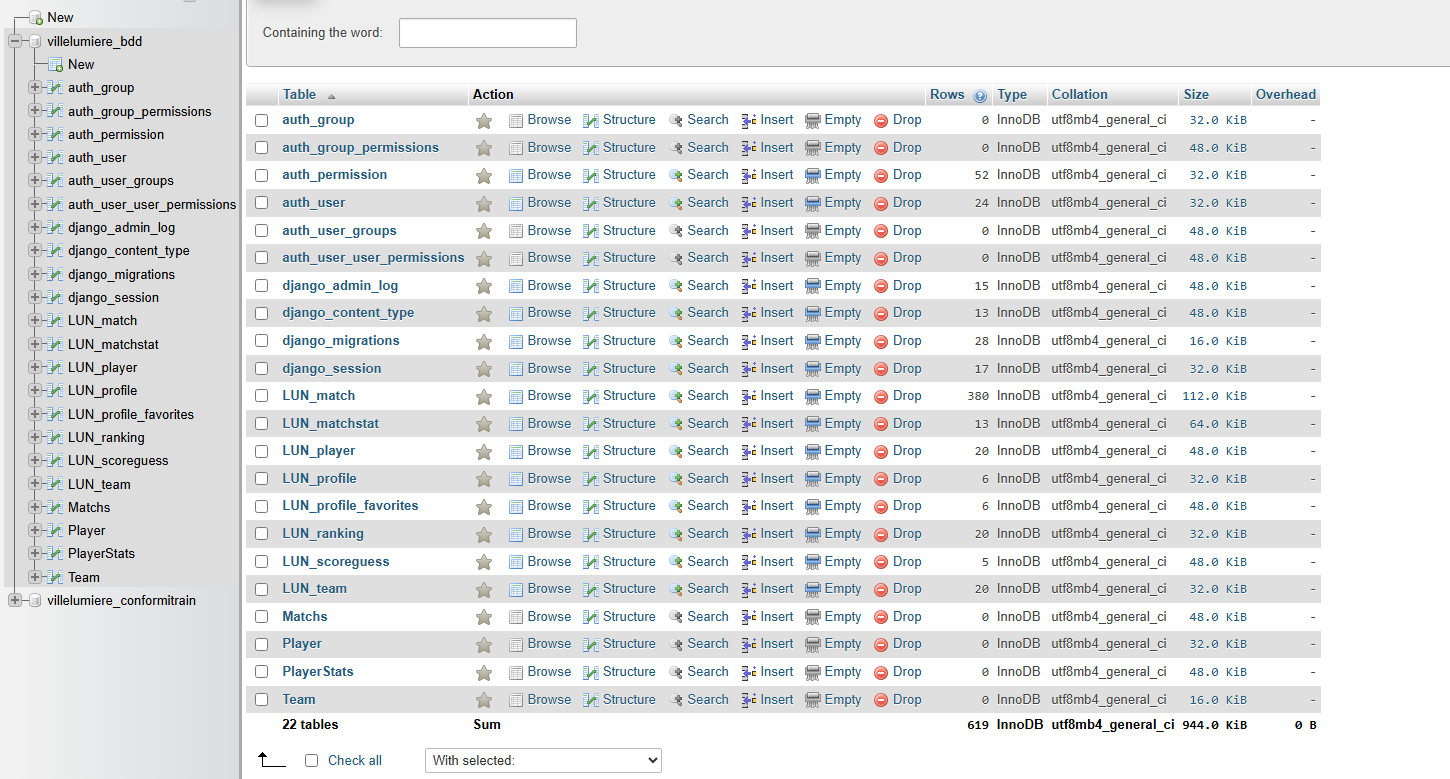 New
villelumiere_bdd
New
auth_group
auth_group_permissions
auth_permission
auth_user
auth_user_groups
auth_user_user_permissions
django_admin_log
django_content_type
django_migrations
django_session
LUN_match
LUN_matchstat
LUN_player
LUN_profile
LUN_profile_favorites
LUN_ranking
LUN_scoreguess
LUN_team
Matchs
Player
PlayerStats
Team
villelumiere_conformitrain
Containing the word:
Table Action Rows Type Collation Size Overhead
auth_group Browse Structure Search Insert Empty Drop 0 InnoDB utf8mb4_general_ci 32.0 KiB -
auth_group_permissions Browse Structure Search Insert Empty Drop 0 InnoDB utf8mb4_general_ci 48.0 KiB -
auth_permission Browse Structure Search Insert Empty Drop 52 InnoDB utf8mb4_general_ci 32.0 KiB -
auth_user Browse Structure Search Insert Empty Drop 24 InnoDB utf8mb4_general_ci 32.0 KiB -
auth_user_groups Browse Structure Search Insert Empty Drop 0 InnoDB utf8mb4_general_ci 48.0 KiB -
auth_user_user_permissions Browse Structure Search Insert Empty Drop 0 InnoDB utf8mb4_general_ci 48.0 KiB -
django_admin_log Browse Structure Search Insert Empty Drop 15 InnoDB utf8mb4_general_ci 48.0 KiB -
django_content_type Browse Structure Search Insert Empty Drop 13 InnoDB utf8mb4_general_ci 48.0 KiB -
django_migrations Browse Structure Search Insert Empty Drop 28 InnoDB utf8mb4_general_ci 16.0 KiB -
django_session Browse Structure Search Insert Empty Drop 17 InnoDB utf8mb4_general_ci 32.0 KiB -
LUN_match Browse Structure Search Insert Empty Drop 380 InnoDB utf8mb4_general_ci 112.0 KiB -
LUN_matchstat Browse Structure Search Insert Empty Drop 13 InnoDB utf8mb4_general_ci 64.0 KiB -
LUN_player Browse Structure Search Insert Empty Drop 20 InnoDB utf8mb4_general_ci 48.0 KiB -
LUN_profile Browse Structure Search Insert Empty Drop 6 InnoDB utf8mb4_general_ci 32.0 KiB -
LUN_profile_favorites Browse Structure Search Insert Empty Drop 6 InnoDB utf8mb4_general_ci 48.0 KiB -
LUN_ranking Browse Structure Search Insert Empty Drop 20 InnoDB utf8mb4_general_ci 32.0 KiB -
LUN_scoreguess Browse Structure Search Insert Empty Drop 5 InnoDB utf8mb4_general_ci 48.0 KiB -
LUN_team Browse Structure Search Insert Empty Drop 20 InnoDB utf8mb4_general_ci 32.0 KiB -
Matchs Browse Structure Search Insert Empty Drop 0 InnoDB utf8mb4_general_ci 48.0 KiB -
Player Browse Structure Search Insert Empty Drop 0 InnoDB utf8mb4_general_ci 32.0 KiB -
PlayerStats Browse Structure Search Insert Empty Drop 0 InnoDB utf8mb4_general_ci 48.0 KiB -
Team Browse Structure Search Insert Empty Drop 0 InnoDB utf8mb4_general_ci 16.0 KiB -
22 tables Sum 619 InnoDB utf8mb4_general_ci 944.0 KiB 0 B
Check all With selected: